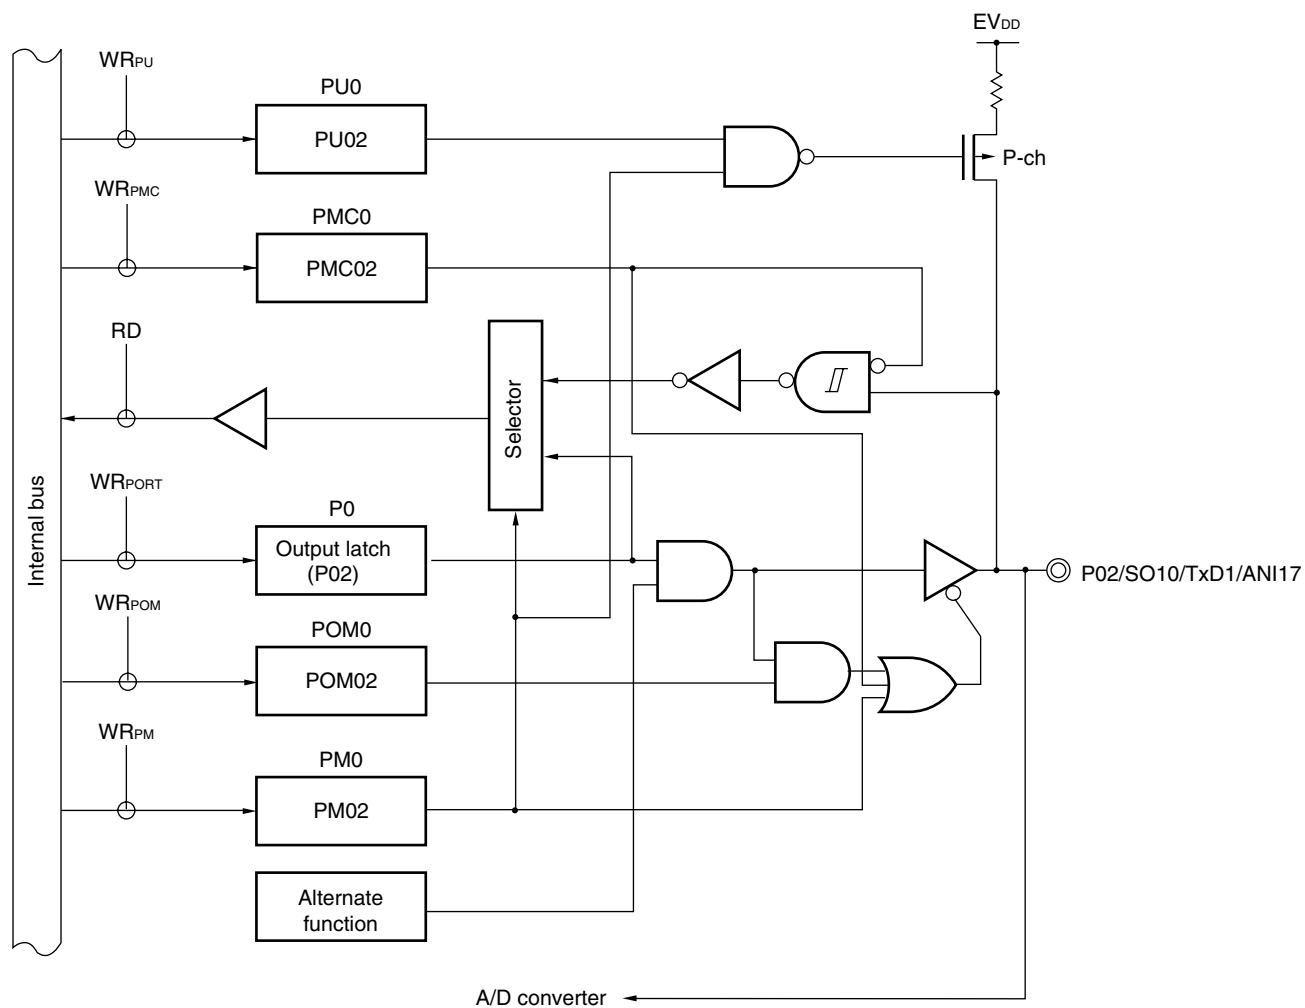 EVDD
WRPU
PU0
PU02
P-ch
WRPMC
PMC0
PMC02
RD
Selector
Internal bus
WRPORT
P0
Output latch
(P02)
P02/SO10/TxD1/ANI17
WRPOM
POM0
POM02
WRPM
PM0
PM02
Alternate
function
A/D converter